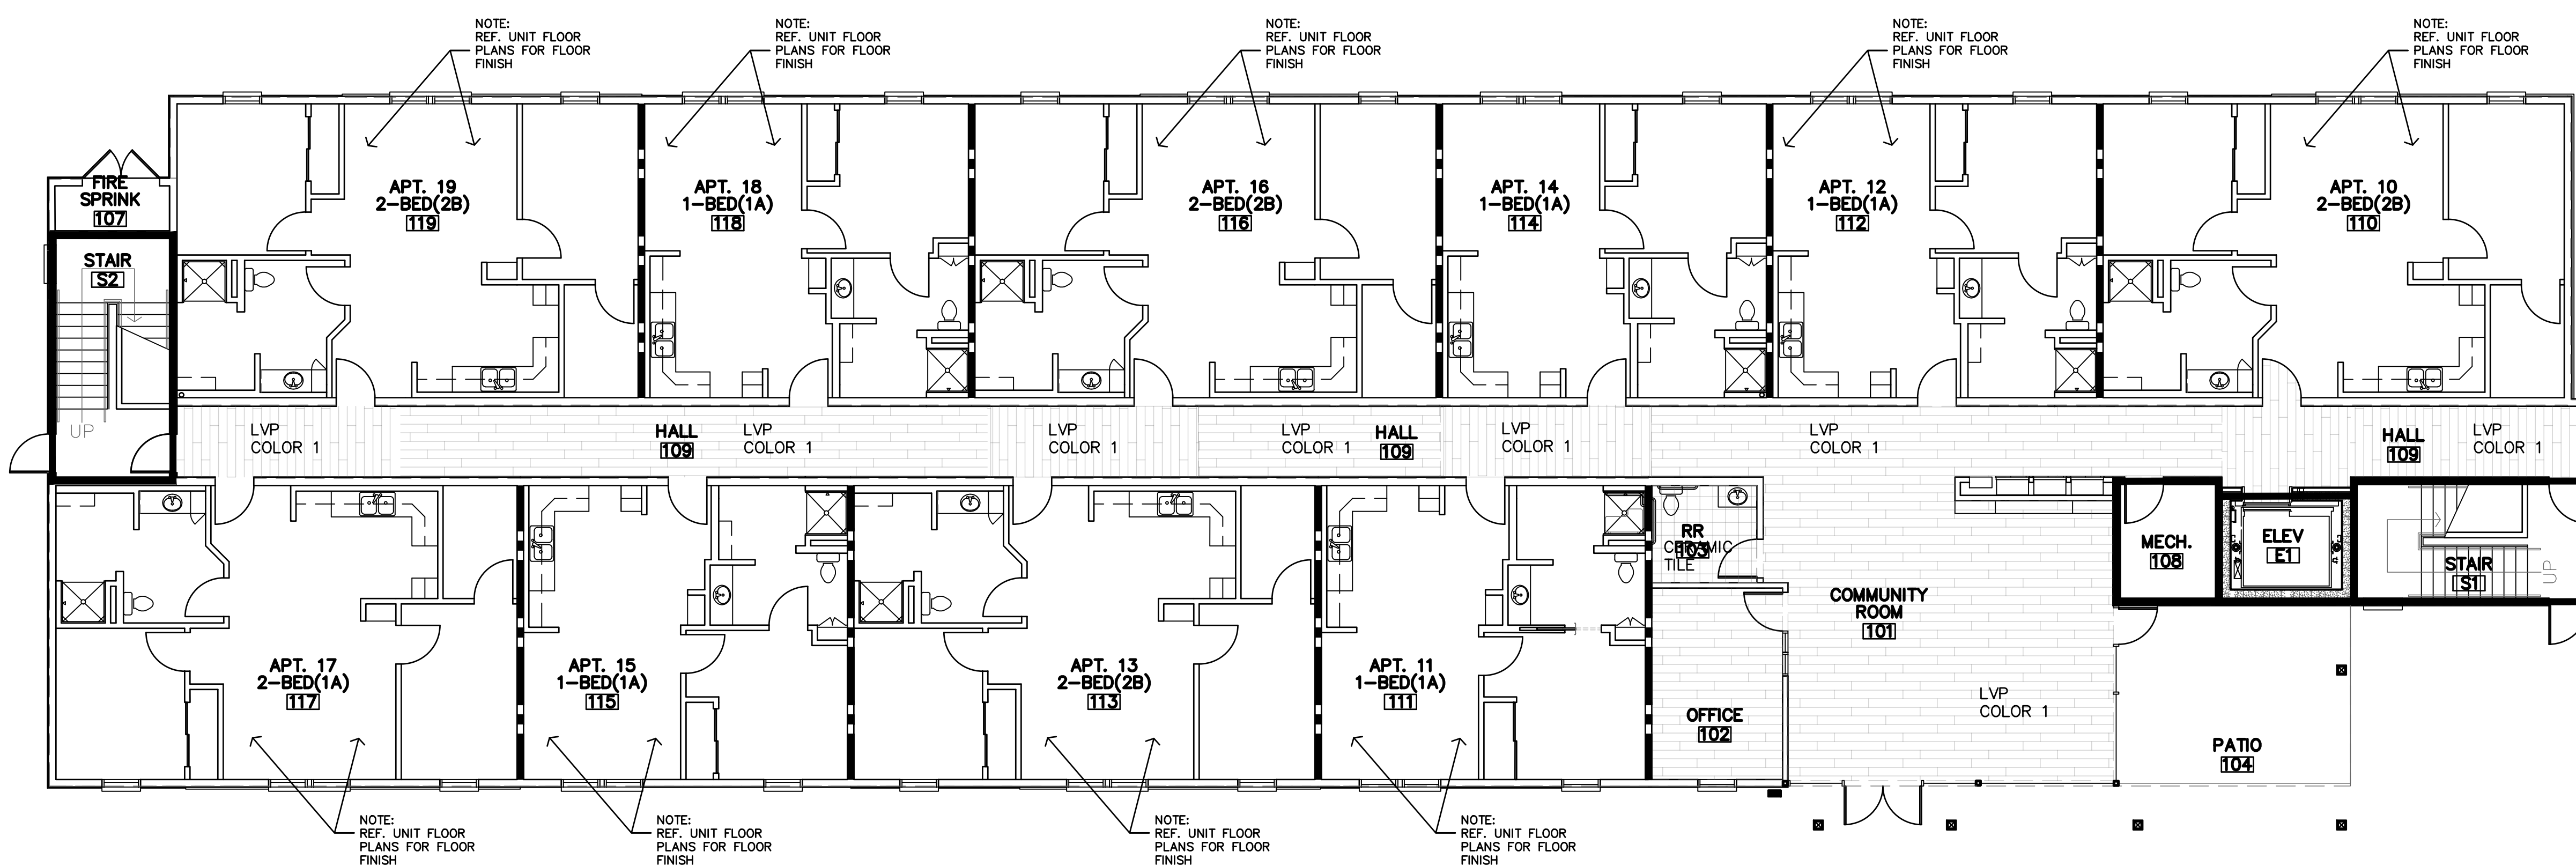 NOTE:
REF. UNIT FLOOR
PLANS FOR FLOOR
FINISH
NOTE:
REF. UNIT FLOOR
PLANS FOR FLOOR
FINISH
NOTE:
REF. UNIT FLOOR
PLANS FOR FLOOR
FINISH
NOTE:
REF. UNIT FLOOR
PLANS FOR FLOOR
FINISH
NOTE:
REF. UNIT FLOOR
PLANS FOR FLOOR
FINISH
FIRE
SPRINK
107
APT. 19
2-BED(2B)
119
APT. 18
1-BED(1A)
118
APT. 16
2-BED(2B)
116
APT. 14
1-BED(1A)
114
APT. 12
1-BED(1A)
112
APT. 10
2-BED(2B)
110
STAIR
S2
UP
LVP
COLOR 1
HALL
109
LVP
COLOR 1
LVP
COLOR 1
LVP
COLOR 1
HALL
109
LVP
COLOR 1
LVP
COLOR 1
HALL
109
LVP
COLOR 1
RR
103
CERAMIC
TILE
MECH.
108
ELEV
E1
STAIR
S1
UP
COMMUNITY
ROOM
101
APT. 17
2-BED(1A)
117
APT. 15
1-BED(1A)
115
APT. 13
2-BED(2B)
113
APT. 11
1-BED(1A)
111
OFFICE
102
LVP
COLOR 1
PATIO
104
NOTE:
REF. UNIT FLOOR
PLANS FOR FLOOR
FINISH
NOTE:
REF. UNIT FLOOR
PLANS FOR FLOOR
FINISH
NOTE:
REF. UNIT FLOOR
PLANS FOR FLOOR
FINISH
NOTE:
REF. UNIT FLOOR
PLANS FOR FLOOR
FINISH